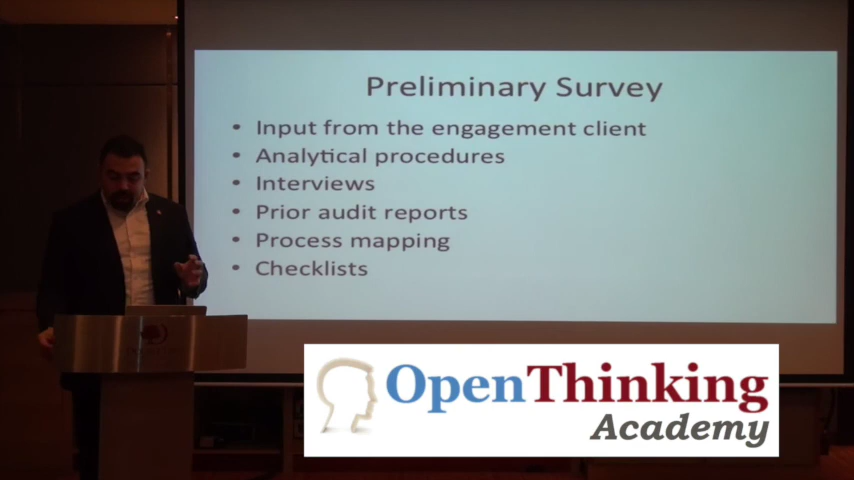 Preliminary Survey
• Input from the engagement client
• Analytical procedures
• Interviews
• Prior audit reports
• Process mapping
• Checklists
OpenThinking
Academy